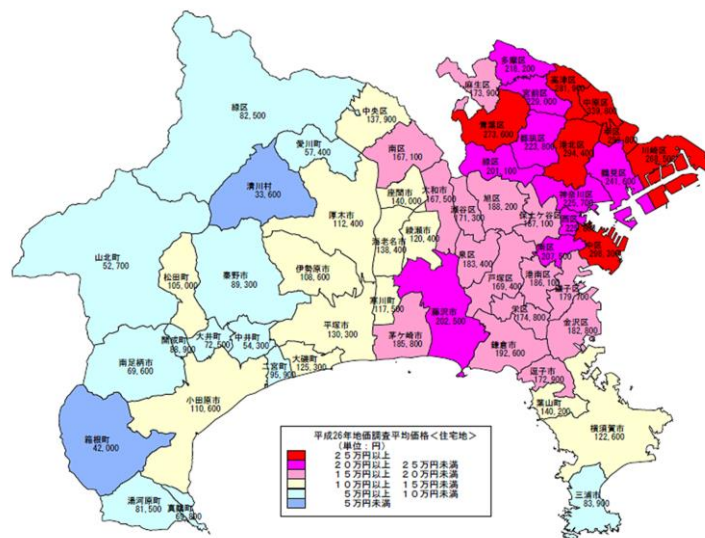 多摩区
218,200
麻生区
173,900
宮前区
229,000
高津区
中原区
青葉区
273,600
都筑区
223,800
港北区
294,400
幸区
川崎区
緑区
201,100
鶴見区
241,600
神奈川区
225,700
西区
中区
南区
207,900
緑区
82,500
中央区
137,900
愛川町
57,400
南区
167,100
清川村
33,600
座間市
140,000
大和市
167,500
瀬谷区
171,300
旭区
188,200
保土ケ谷区
167,100
厚木市
112,400
綾瀬市
120,400
海老名市
138,400
泉区
183,400
戸塚区
169,400
港南区
186,100
磯子区
179,700
山北町
52,700
松田町
105,000
秦野市
89,300
伊勢原市
108,600
寒川町
117,500
藤沢市
202,500
栄区
174,800
金沢区
182,800
開成町
88,900
大井町
72,500
中井町
54,300
平塚市
130,300
茅ケ崎市
185,800
鎌倉市
192,600
南足柄市
69,600
二宮町
95,900
大磯町
125,300
逗子市
172,900
小田原市
110,600
葉山町
140,200
横須賀市
122,600
箱根町
42,000
三浦市
83,900
湯河原町
81,500
真鶴町
平成26年地価調査平均価格<住宅地>
(単位:円)
25万円以上
20万円以上 25万円未満
15万円以上 20万円未満
10万円以上 15万円未満
5万円以上 10万円未満
5万円未満